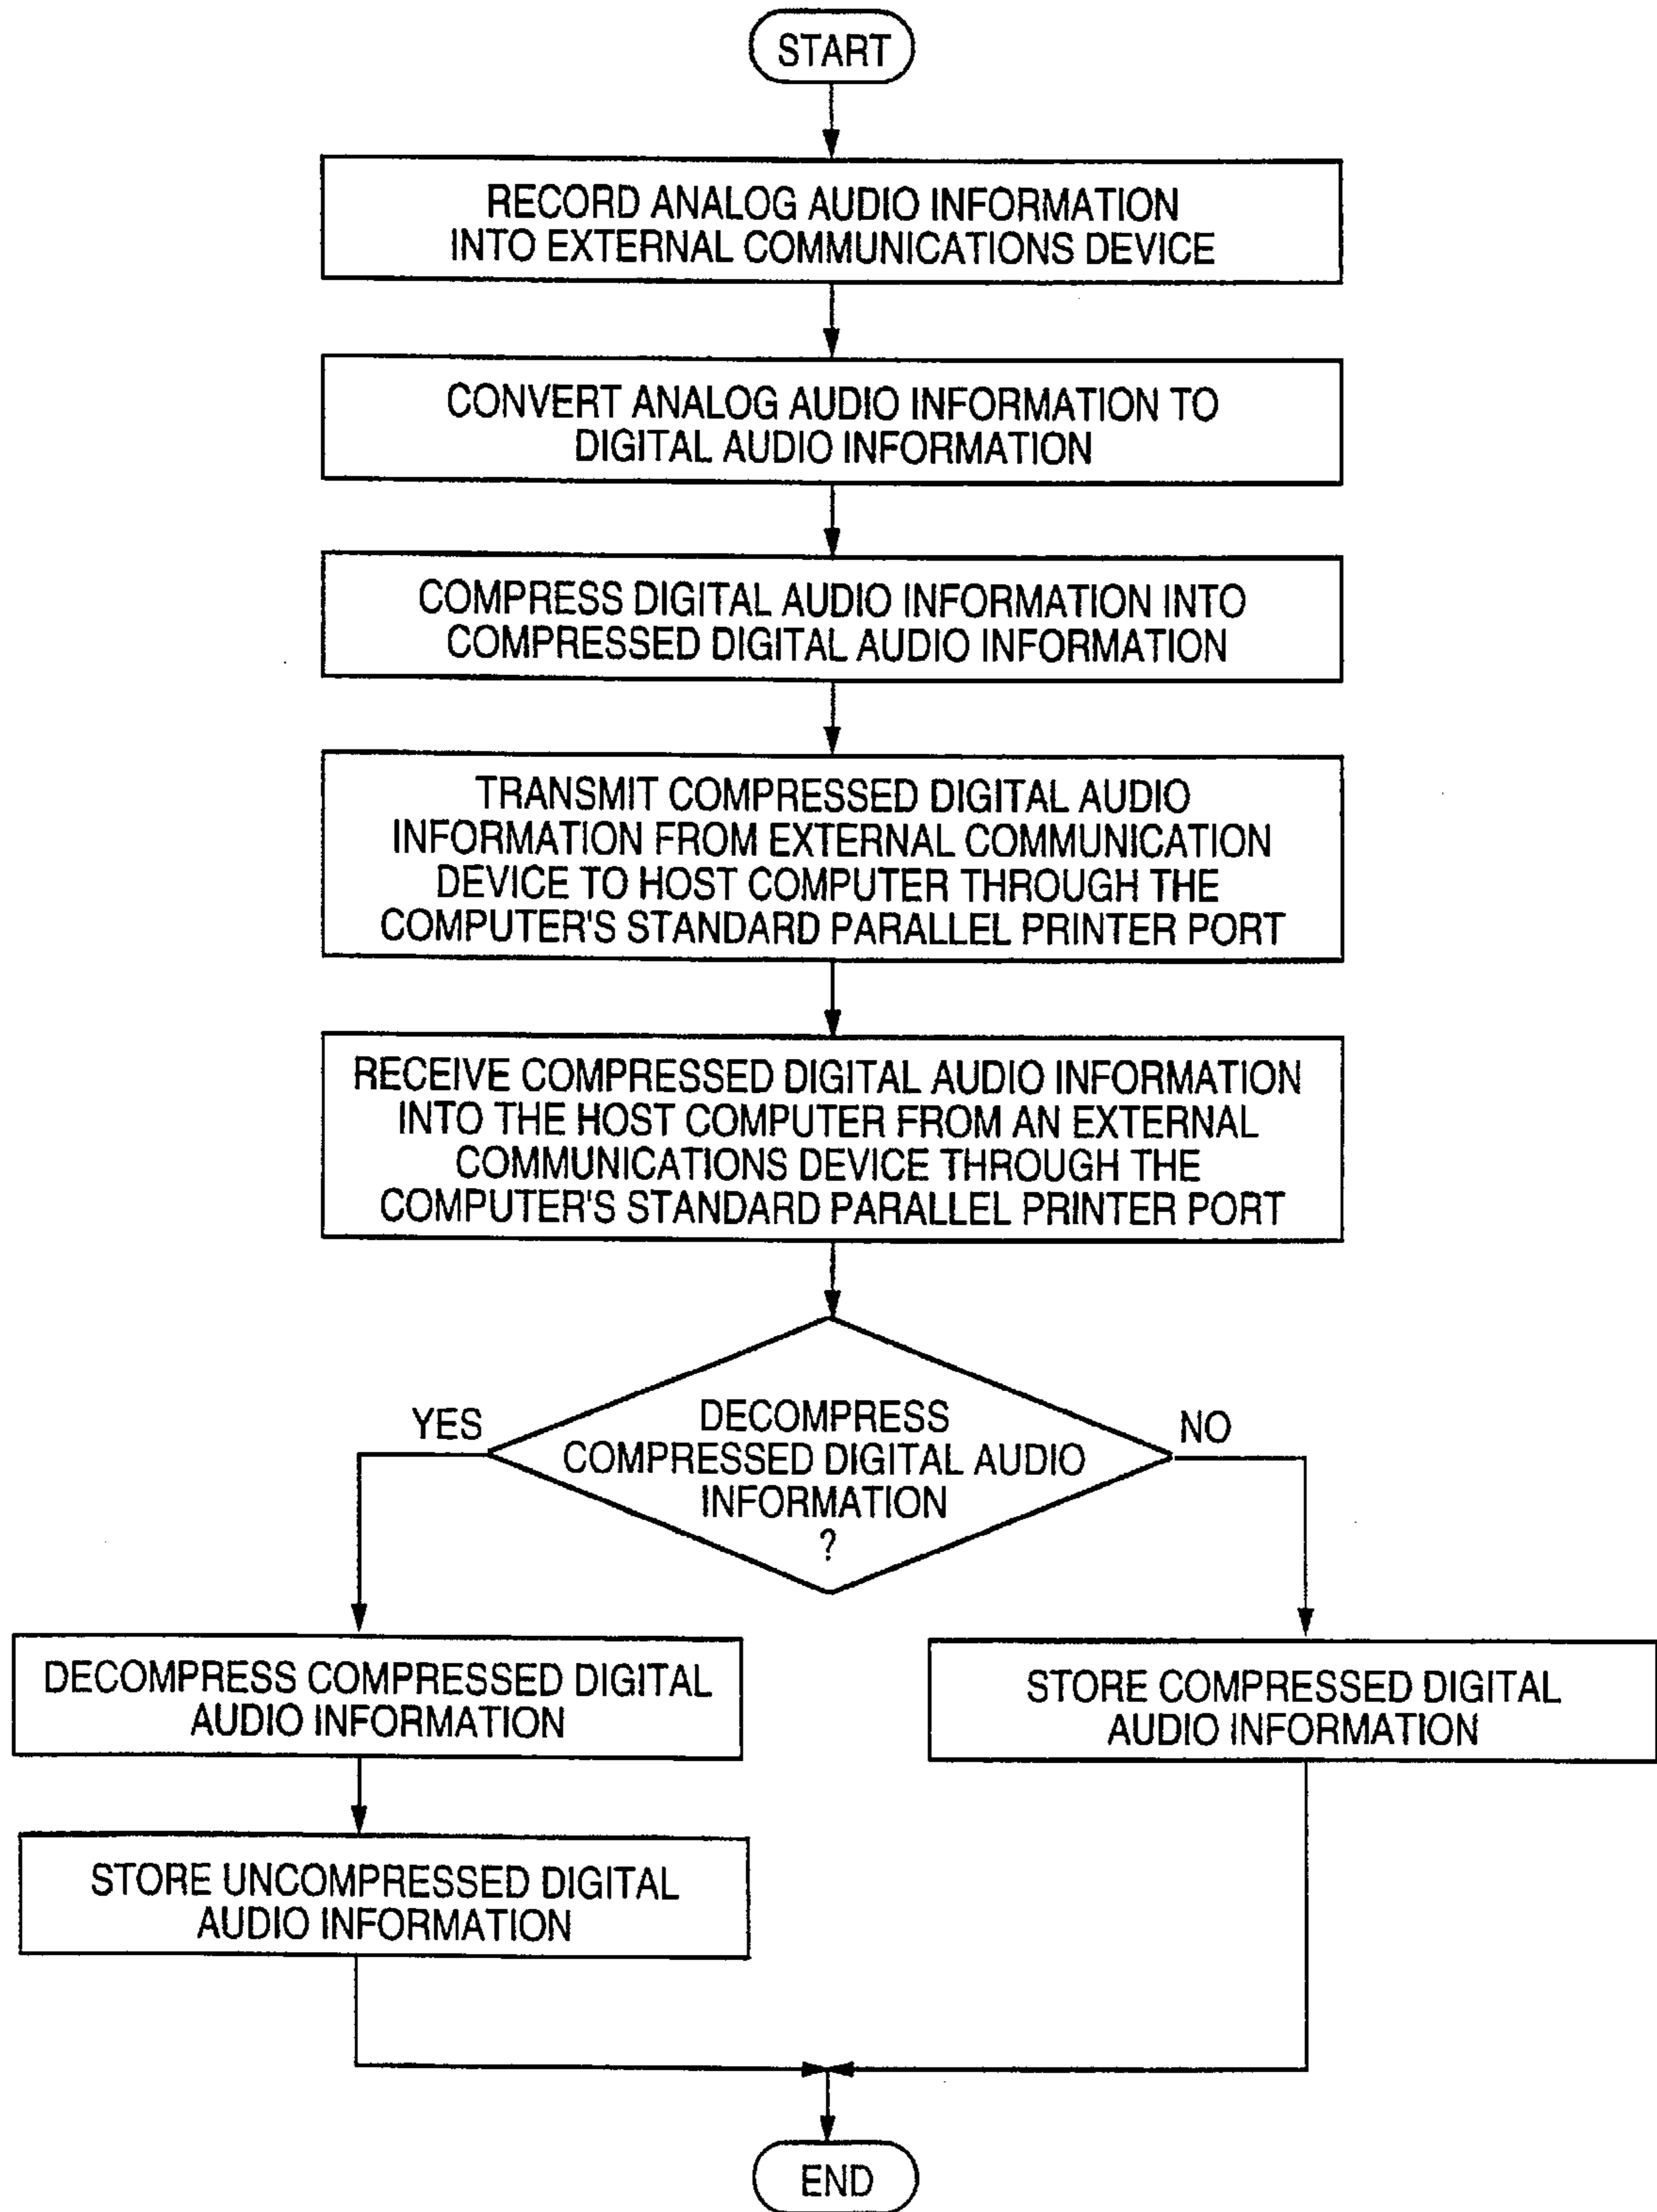 START
RECORD ANALOG AUDIO INFORMATION
INTO EXTERNAL COMMUNICATIONS DEVICE
CONVERT ANALOG AUDIO INFORMATION TO
DIGITAL AUDIO INFORMATION
COMPRESS DIGITAL AUDIO INFORMATION INTO
COMPRESSED DIGITAL AUDIO INFORMATION
TRANSMIT COMPRESSED DIGITAL AUDIO
INFORMATION FROM EXTERNAL COMMUNICATION
DEVICE TO HOST COMPUTER THROUGH THE
COMPUTER'S STANDARD PARALLEL PRINTER PORT
RECEIVE COMPRESSED DIGITAL AUDIO INFORMATION
INTO THE HOST COMPUTER FROM AN EXTERNAL
COMMUNICATIONS DEVICE THROUGH THE
COMPUTER'S STANDARD PARALLEL PRINTER PORT
YES
DECOMPRESS
COMPRESSED DIGITAL AUDIO
INFORMATION
?
NO
DECOMPRESS COMPRESSED DIGITAL
AUDIO INFORMATION
STORE COMPRESSED DIGITAL
AUDIO INFORMATION
STORE UNCOMPRESSED DIGITAL
AUDIO INFORMATION
END